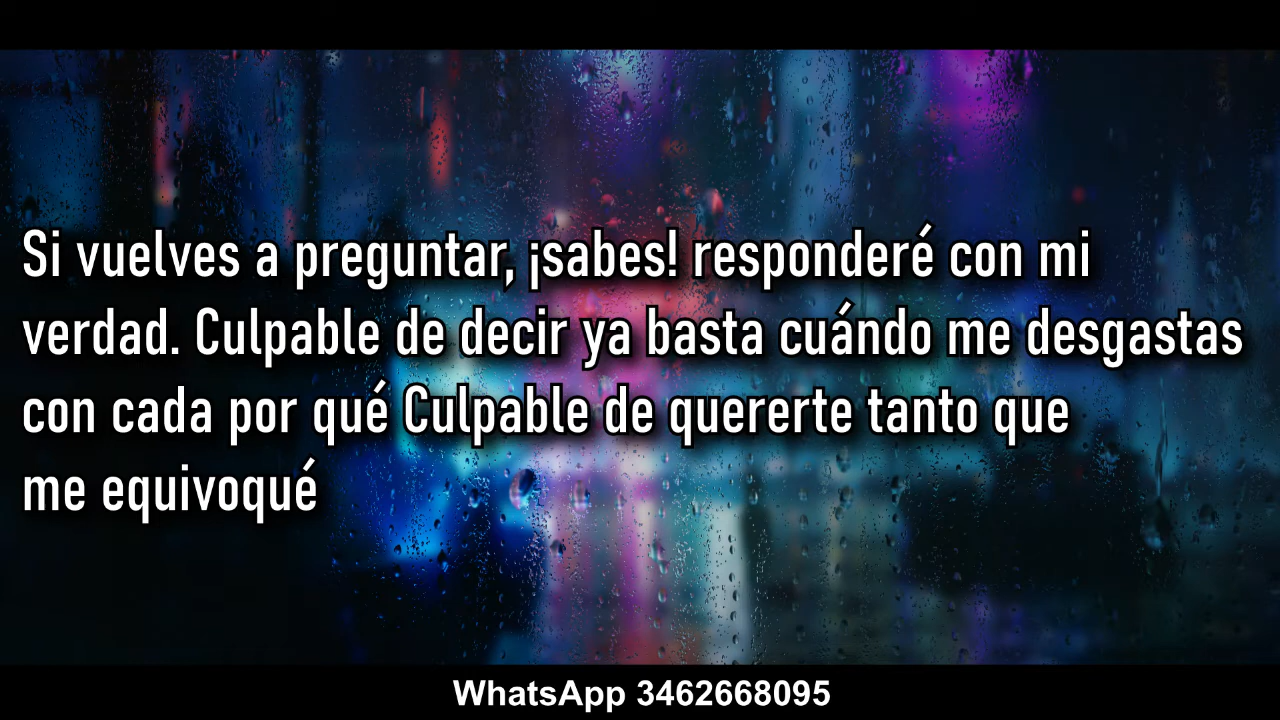 Si vuelves a preguntar, ¡sabes! responderé con mi
verdad. Culpable de decir ya basta cuándo me desgastas
con cada por qué Culpable de quererte tanto que
me equivoqué
WhatsApp 3462668095